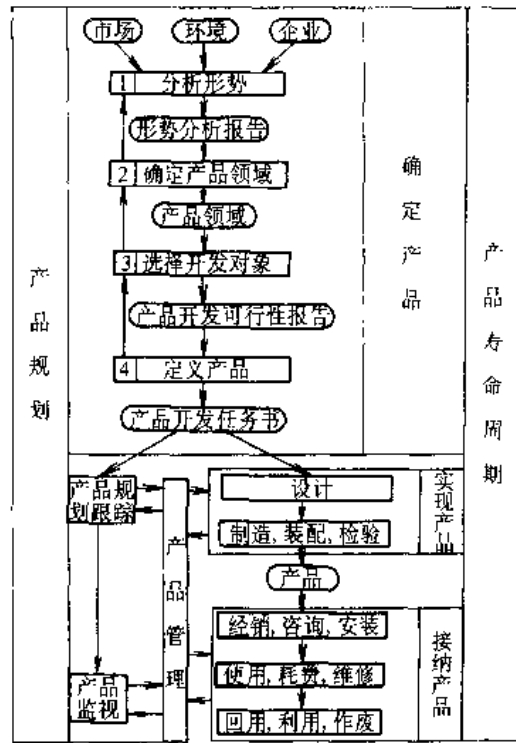 市场
环境
企业
1 分析形势
形势分析报告
2 确定产品领域
产品领域
3 选择开发对象
产品开发可行性报告
4 定义产品
产品开发任务书
产品规划
确定产品
产品寿命周期
产品规
划跟踪
产品管理
设计
制造,装配,检验
实现产品
产品
经销,咨询,安装
使用,耗费,维修
回用,利用,作废
接纳产品
产品
监视